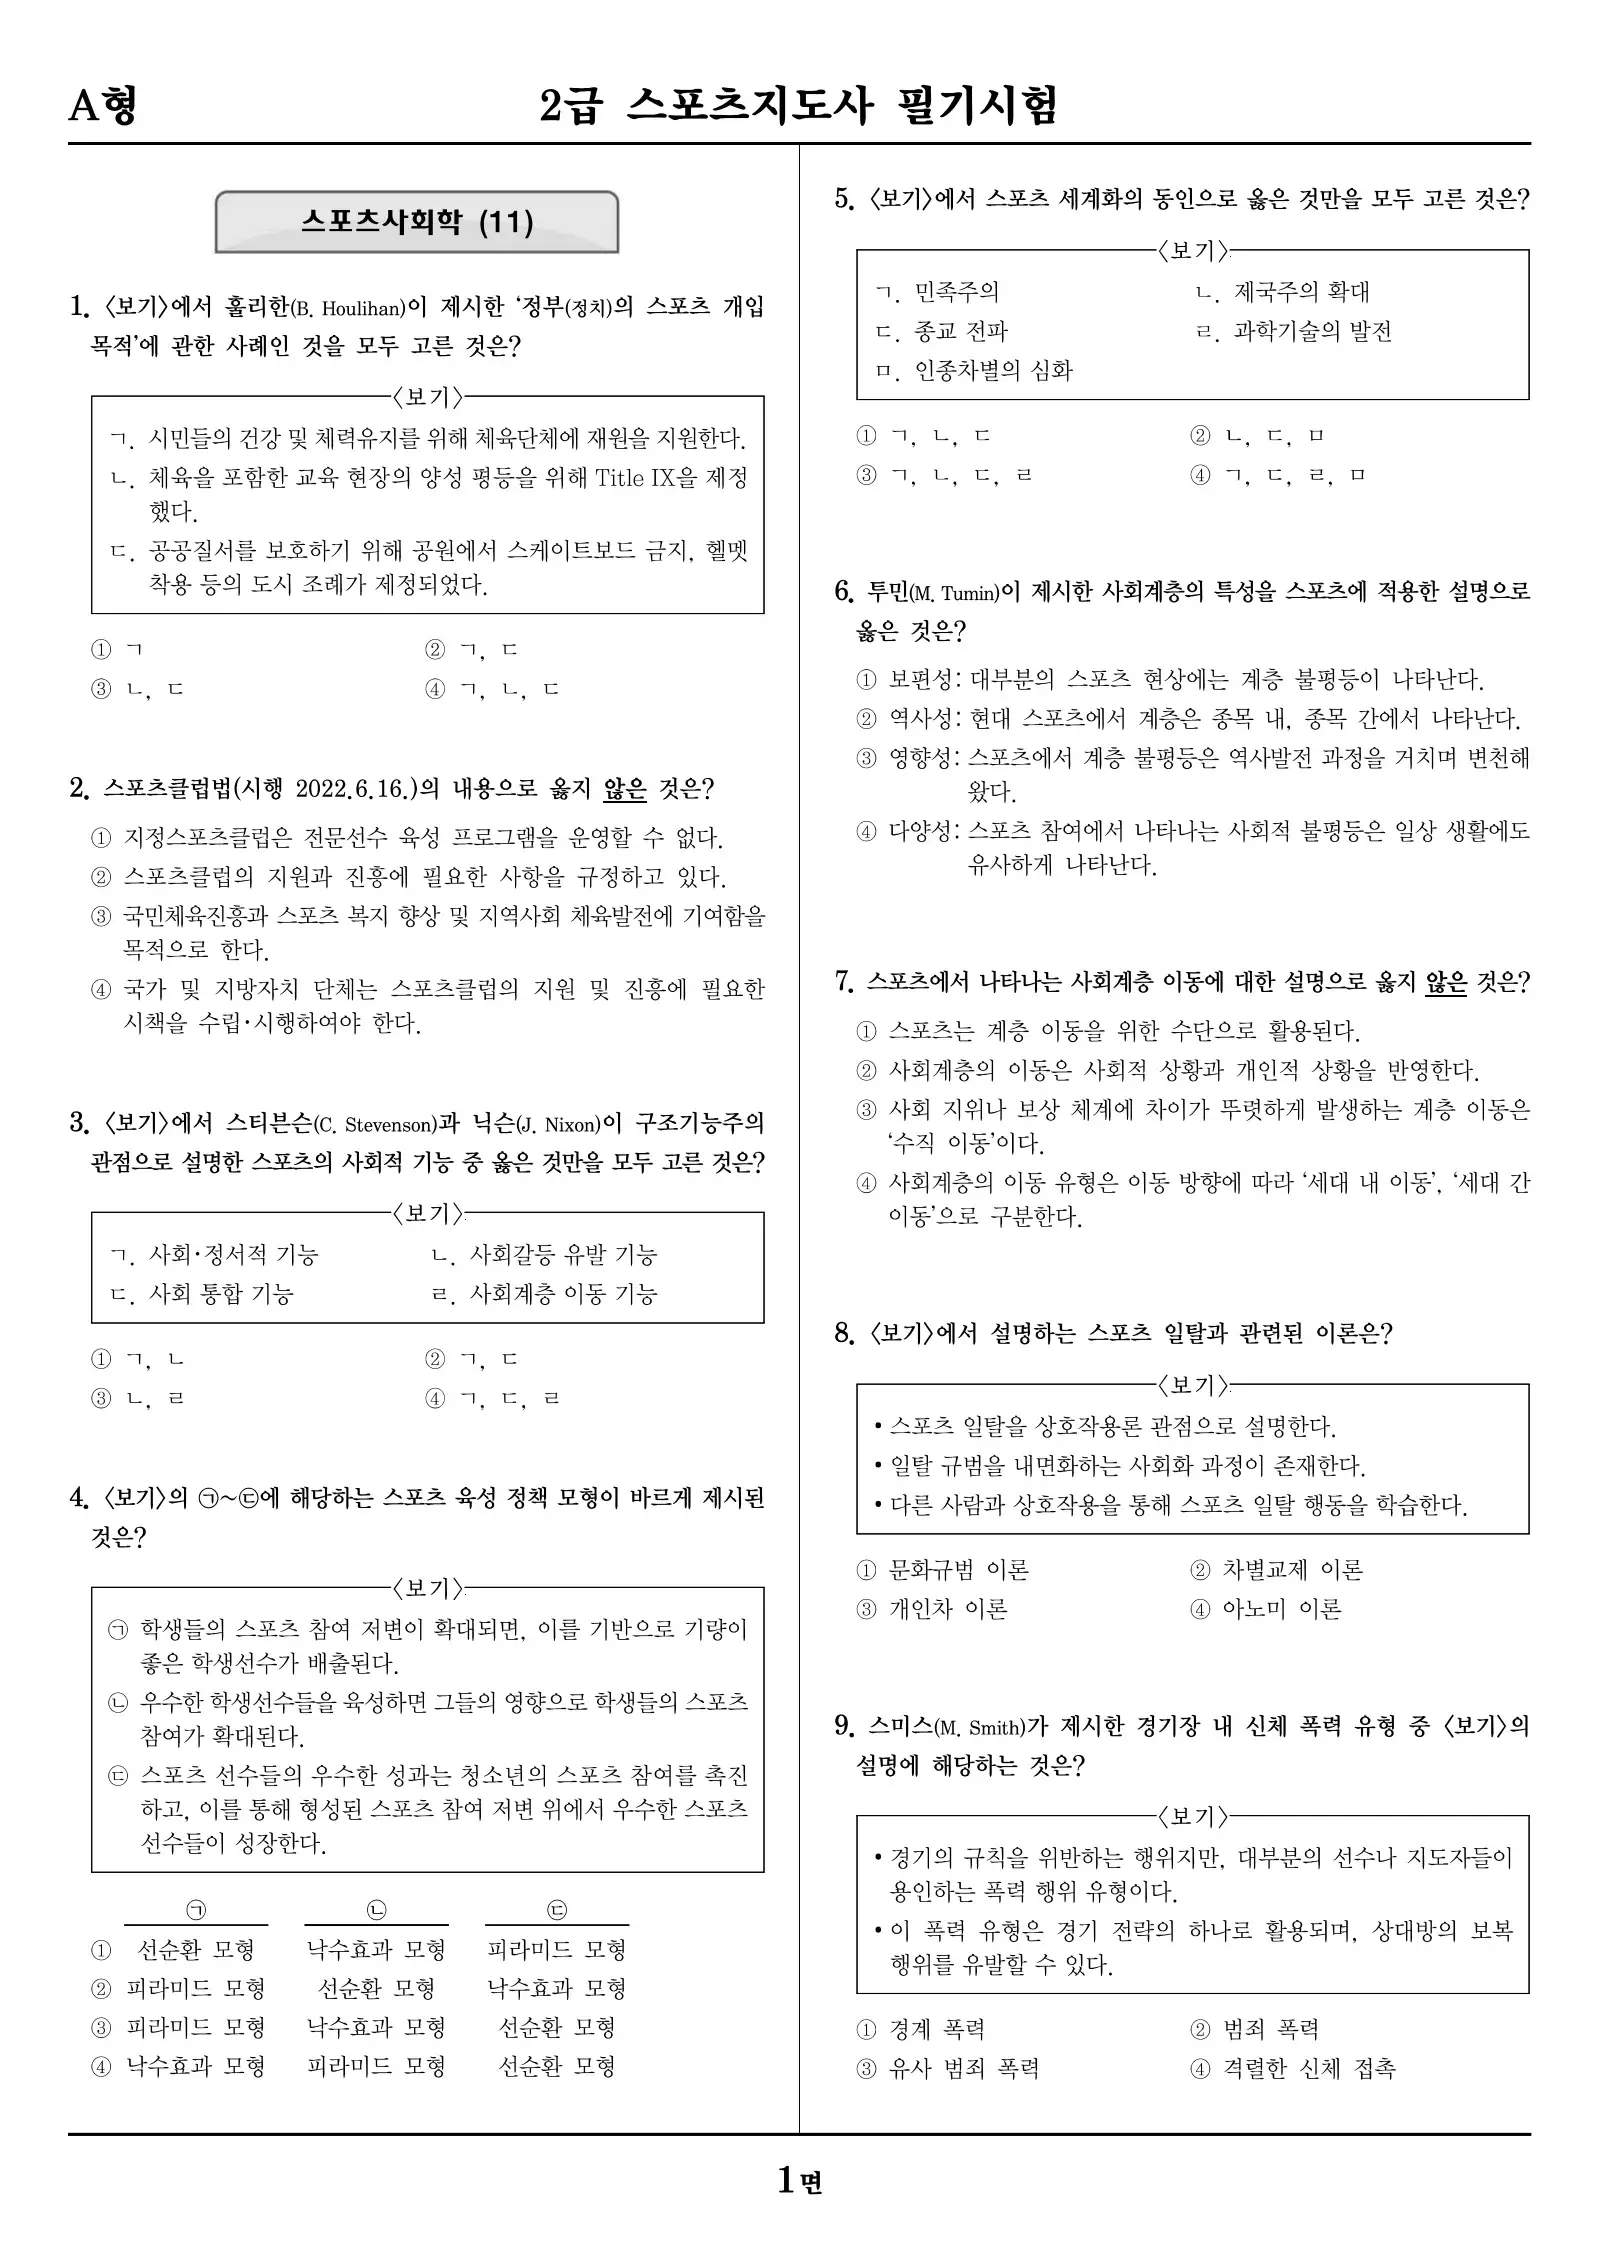 A형
2급 스포츠지도사 필기시험
스포츠사회학 (11)
1. 〈보기〉에서 훌리한(B. Houlihan)이 제시한 ‘정부(정치)의 스포츠 개입
목적’에 관한 사례인 것을 모두 고른 것은?
〈보기〉
ㄱ. 시민들의 건강 및 체력유지를 위해 체육단체에 재원을 지원한다.
ㄴ. 체육을 포함한 교육 현장의 양성 평등을 위해 Title IX을 제정
했다.
ㄷ. 공공질서를 보호하기 위해 공원에서 스케이트보드 금지, 헬멧
착용 등의 도시 조례가 제정되었다.
① ㄱ ② ㄱ, ㄷ
③ ㄴ, ㄷ ④ ㄱ, ㄴ, ㄷ
2. 스포츠클럽법(시행 2022.6.16.)의 내용으로 옳지 않은 것은?
① 지정스포츠클럽은 전문선수 육성 프로그램을 운영할 수 없다.
② 스포츠클럽의 지원과 진흥에 필요한 사항을 규정하고 있다.
③ 국민체육진흥과 스포츠 복지 향상 및 지역사회 체육발전에 기여함을
목적으로 한다.
④ 국가 및 지방자치 단체는 스포츠클럽의 지원 및 진흥에 필요한
시책을 수립·시행하여야 한다.
3. 〈보기〉에서 스티븐슨(C. Stevenson)과 닉슨(J. Nixon)이 구조기능주의
관점으로 설명한 스포츠의 사회적 기능 중 옳은 것만을 모두 고른 것은?
〈보기〉
ㄱ. 사회·정서적 기능 ㄴ. 사회갈등 유발 기능
ㄷ. 사회 통합 기능 ㄹ. 사회계층 이동 기능
① ㄱ, ㄴ ② ㄱ, ㄷ
③ ㄴ, ㄹ ④ ㄱ, ㄷ, ㄹ
4. 〈보기〉의 ㉠~㉢에 해당하는 스포츠 육성 정책 모형이 바르게 제시된
것은?
〈보기〉
㉠ 학생들의 스포츠 참여 저변이 확대되면, 이를 기반으로 기량이
좋은 학생선수가 배출된다.
㉡ 우수한 학생선수들을 육성하면 그들의 영향으로 학생들의 스포츠
참여가 확대된다.
㉢ 스포츠 선수들의 우수한 성과는 청소년의 스포츠 참여를 촉진
하고, 이를 통해 형성된 스포츠 참여 저변 위에서 우수한 스포츠
선수들이 성장한다.
㉠ ㉡ ㉢
① 선순환 모형 낙수효과 모형 피라미드 모형
② 피라미드 모형 선순환 모형 낙수효과 모형
③ 피라미드 모형 낙수효과 모형 선순환 모형
④ 낙수효과 모형 피라미드 모형 선순환 모형
5. 〈보기〉에서 스포츠 세계화의 동인으로 옳은 것만을 모두 고른 것은?
〈보기〉
ㄱ. 민족주의 ㄴ. 제국주의 확대
ㄷ. 종교 전파 ㄹ. 과학기술의 발전
ㅁ. 인종차별의 심화
① ㄱ, ㄴ, ㄷ ② ㄴ, ㄷ, ㅁ
③ ㄱ, ㄴ, ㄷ, ㄹ ④ ㄱ, ㄷ, ㄹ, ㅁ
6. 투민(M. Tumin)이 제시한 사회계층의 특성을 스포츠에 적용한 설명으로
옳은 것은?
① 보편성: 대부분의 스포츠 현상에는 계층 불평등이 나타난다.
② 역사성: 현대 스포츠에서 계층은 종목 내, 종목 간에서 나타난다.
③ 영향성: 스포츠에서 계층 불평등은 역사발전 과정을 거치며 변천해
왔다.
④ 다양성: 스포츠 참여에서 나타나는 사회적 불평등은 일상 생활에도
유사하게 나타난다.
7. 스포츠에서 나타나는 사회계층 이동에 대한 설명으로 옳지 않은 것은?
① 스포츠는 계층 이동을 위한 수단으로 활용된다.
② 사회계층의 이동은 사회적 상황과 개인적 상황을 반영한다.
③ 사회 지위나 보상 체계에 차이가 뚜렷하게 발생하는 계층 이동은
‘수직 이동’이다.
④ 사회계층의 이동 유형은 이동 방향에 따라 ‘세대 내 이동’, ‘세대 간
이동’으로 구분한다.
8. 〈보기〉에서 설명하는 스포츠 일탈과 관련된 이론은?
〈보기〉
• 스포츠 일탈을 상호작용론 관점으로 설명한다.
• 일탈 규범을 내면화하는 사회화 과정이 존재한다.
• 다른 사람과 상호작용을 통해 스포츠 일탈 행동을 학습한다.
① 문화규범 이론 ② 차별교제 이론
③ 개인차 이론 ④ 아노미 이론
9. 스미스(M. Smith)가 제시한 경기장 내 신체 폭력 유형 중 〈보기〉의
설명에 해당하는 것은?
〈보기〉
• 경기의 규칙을 위반하는 행위지만, 대부분의 선수나 지도자들이
용인하는 폭력 행위 유형이다.
• 이 폭력 유형은 경기 전략의 하나로 활용되며, 상대방의 보복
행위를 유발할 수 있다.
① 경계 폭력 ② 범죄 폭력
③ 유사 범죄 폭력 ④ 격렬한 신체 접촉
1면